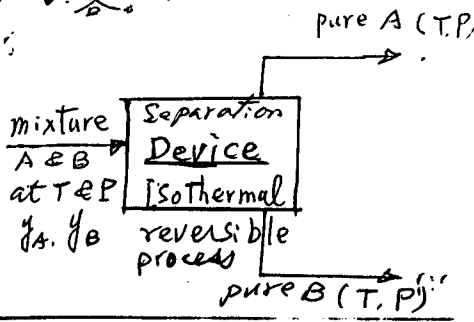 pure A (T, P)
mixture
A & B
at T & P
yA, yB
Separation
Device
Isothermal
reversible
process
pure B (T, P)